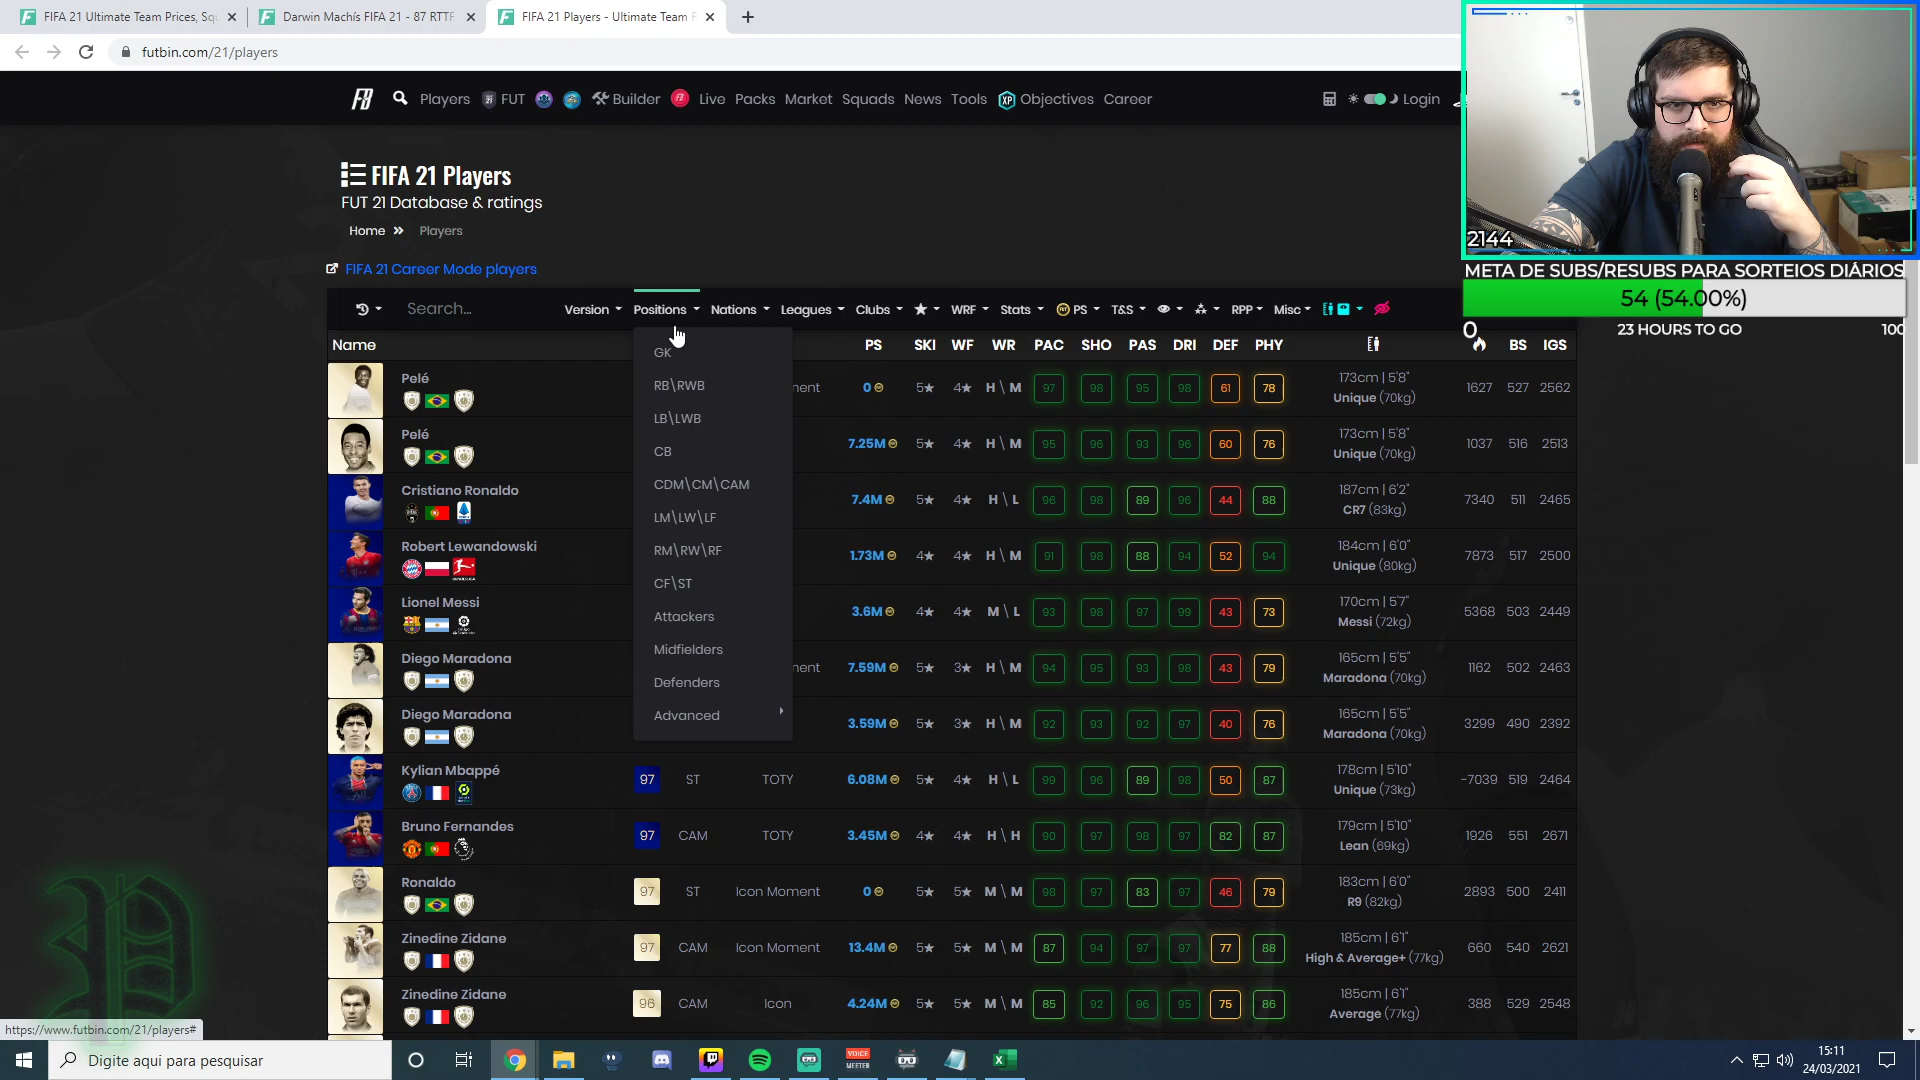 FIFA 21 Ultimate Team Prices, Squ
Darwin Machís FIFA 21 - 87 RTTF
FIFA 21 Players - Ultimate Team F
futbin.com/21/players
Players FUT Builder Live Packs Market Squads News Tools XP Objectives Career Login
FIFA 21 Players
FUT 21 Database & ratings
Home Players
FIFA 21 Career Mode players
Search... Version Positions Nations Leagues Clubs WRF Stats PS T&S RPP Misc
GK
RB\RWB
LB\LWB
CB
CDM\CM\CAM
LM\LW\LF
RM\RW\RF
CF\ST
Attackers
Midfielders
Defenders
Advanced
Name PS SKI WF WR PAC SHO PAS DRI DEF PHY BS IGS
Pelé ment 0 5★ 4★ H \ M 97 98 95 98 61 78 173cm | 5'8" 1627 527 2562
Unique (70kg)
Pelé 7.25M 5★ 4★ H \ M 95 96 93 96 60 76 173cm | 5'8" 1037 516 2513
Unique (70kg)
Cristiano Ronaldo 7.4M 5★ 4★ H \ L 96 98 89 96 44 88 187cm | 6'2" 7340 511 2465
CR7 (83kg)
Robert Lewandowski 1.73M 4★ 4★ H \ M 91 98 88 94 52 94 184cm | 6'0" 7873 517 2500
Unique (80kg)
Lionel Messi 3.6M 4★ 4★ M \ L 93 98 97 99 43 73 170cm | 5'7" 5368 503 2449
Messi (72kg)
Diego Maradona ment 7.59M 5★ 3★ H \ M 94 95 93 98 43 79 165cm | 5'5" 1162 502 2463
Maradona (70kg)
Diego Maradona 3.59M 5★ 3★ H \ M 92 93 92 97 40 76 165cm | 5'5" 3299 490 2392
Maradona (70kg)
Kylian Mbappé 97 ST TOTY 6.08M 5★ 4★ H \ L 99 96 89 98 50 87 178cm | 5'10" -7039 519 2464
Unique (73kg)
Bruno Fernandes 97 CAM TOTY 3.45M 4★ 4★ H \ H 90 97 98 97 82 87 179cm | 5'10" 1926 551 2671
Lean (69kg)
Ronaldo 97 ST Icon Moment 0 5★ 5★ M \ M 98 97 83 97 46 79 183cm | 6'0" 2893 500 2411
R9 (82kg)
Zinedine Zidane 97 CAM Icon Moment 13.4M 5★ 5★ M \ M 87 94 97 97 77 88 185cm | 6'1" 660 540 2621
High & Average+ (77kg)
Zinedine Zidane 96 CAM Icon 4.24M 5★ 5★ M \ M 85 92 96 95 75 86 185cm | 6'1" 388 529 2548
Average (77kg)
2144
META DE SUBS/RESUBS PARA SORTEIOS DIÁRIOS
54 (54.00%)
0 23 HOURS TO GO 100
https://www.futbin.com/21/players#
Digite aqui para pesquisar
VOICE
MEETER
15:11
24/03/2021